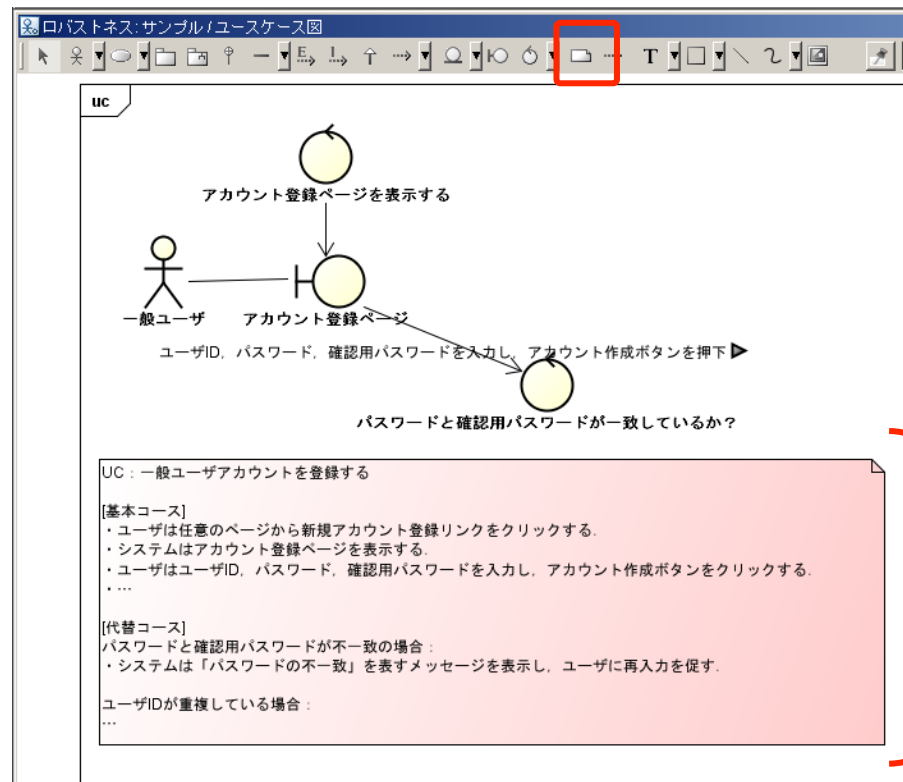 ロバストネス:サンプル / ユースケース図
E
I
T
uc
アカウント登録ページを表示する
一般ユーザ
アカウント登録ページ
ユーザID，パスワード，確認用パスワードを入力し，アカウント作成ボタンを押下
パスワードと確認用パスワードが一致しているか？
UC：一般ユーザアカウントを登録する
[基本コース]
・ユーザは任意のページから新規アカウント登録リンクをクリックする．
・システムはアカウント登録ページを表示する．
・ユーザはユーザID，パスワード，確認用パスワードを入力し，アカウント作成ボタンをクリックする．
・…
[代替コース]
パスワードと確認用パスワードが不一致の場合：
・システムは「パスワードの不一致」を表すメッセージを表示し，ユーザに再入力を促す．
ユーザIDが重複している場合：
…